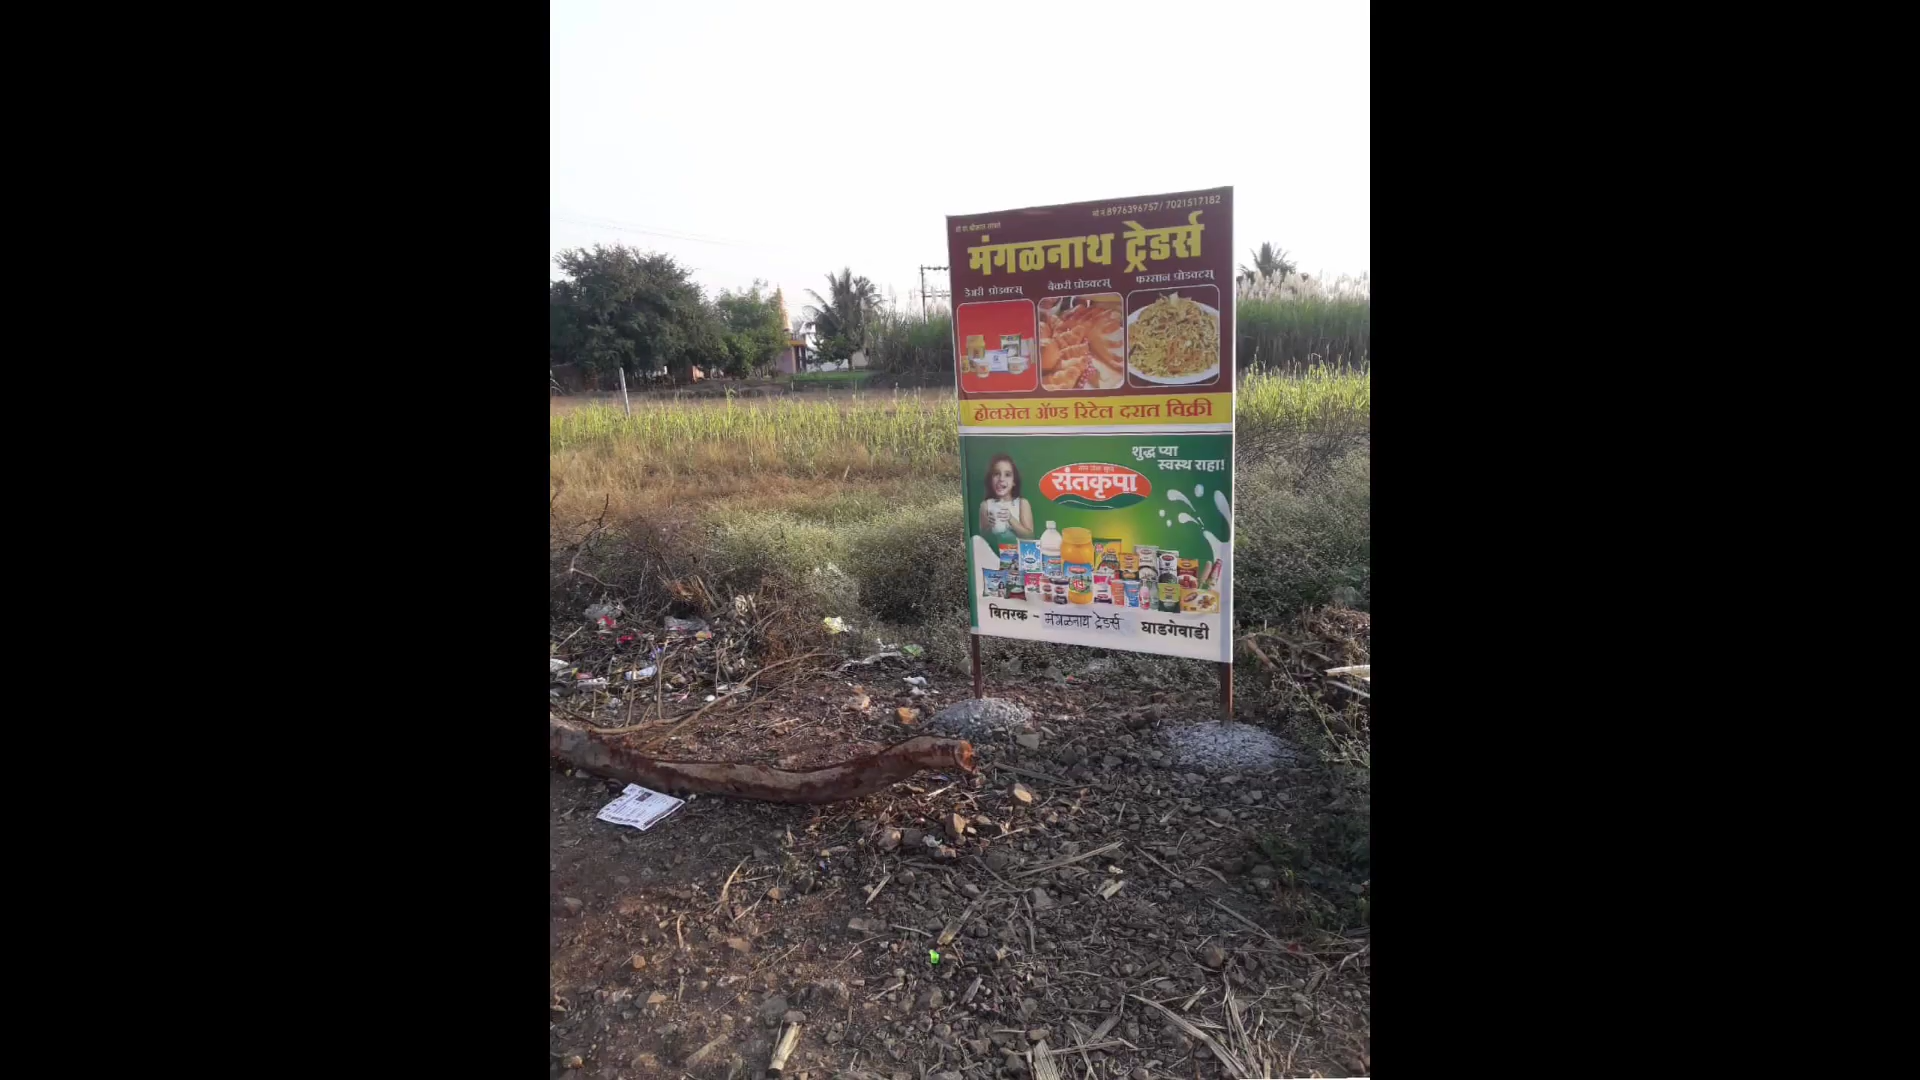 मो नं 8976396757/ 7021517182
मंगळनाथ ट्रेडर्स
डेअरी प्रोडक्टस्
बेकरी प्रोडक्टस्
फरसान प्रोडक्टस्
होलसेल ॲण्ड रिटेल दरात विक्री
शुद्ध प्या
स्वस्थ राहा!
संतकृपा
बितरक - मंगळनाथ ट्रेडर्स घाडगेवाडी